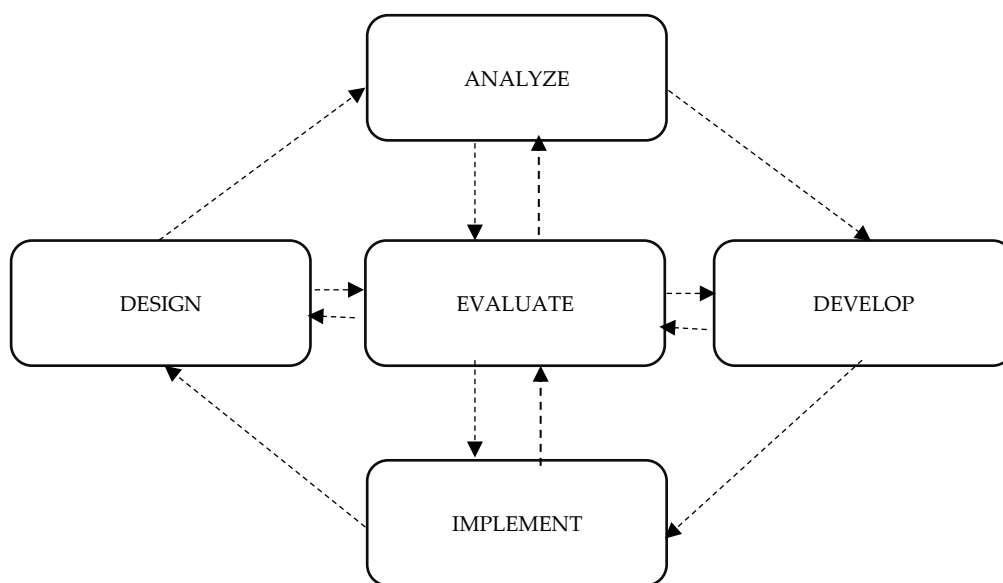 ANALYZE
DESIGN
EVALUATE
DEVELOP
IMPLEMENT